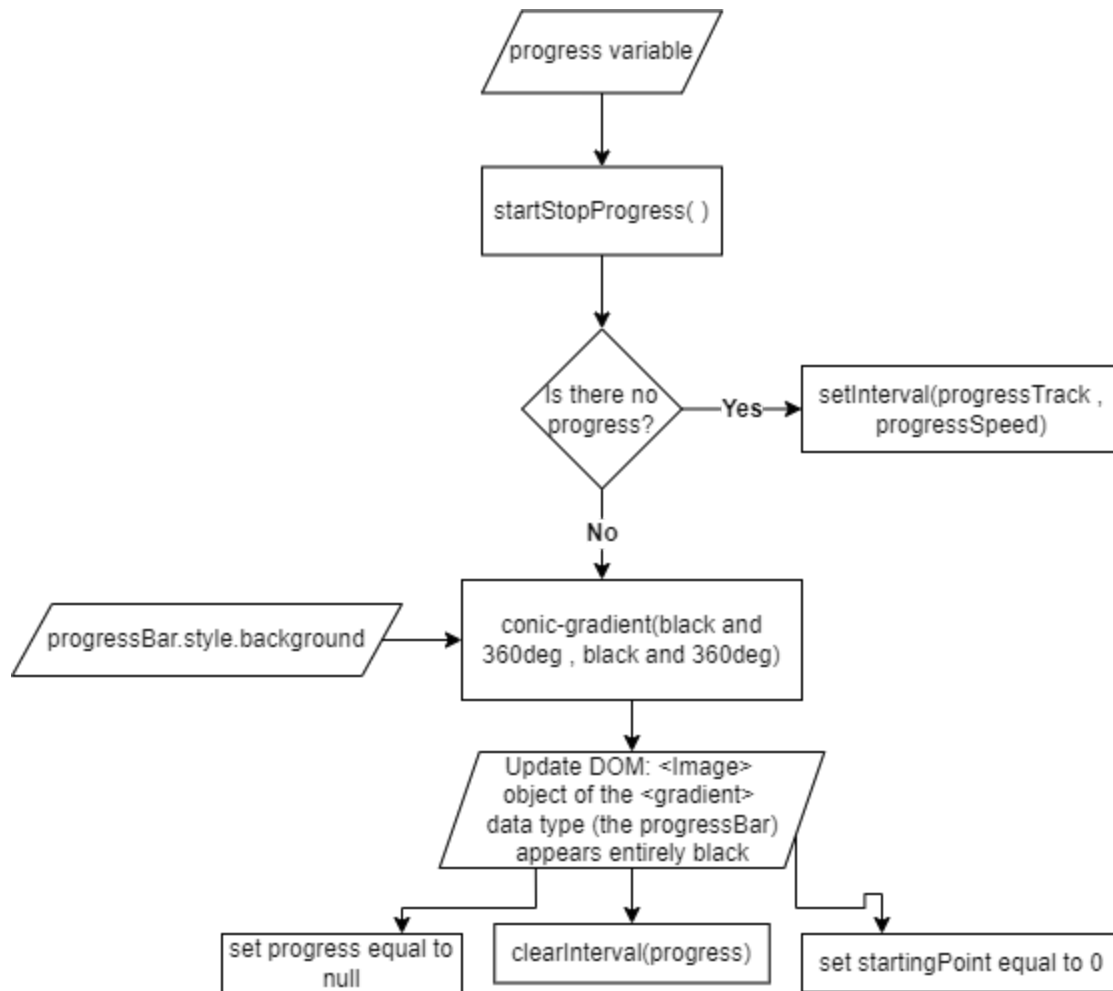 progress variable
startStopProgress( )
Is there no
progress?
Yes
setInterval(progressTrack ,
progressSpeed)
No
progressBar.style.background
conic-gradient(black and
360deg , black and 360deg)
Update DOM: <Image>
object of the <gradient>
data type (the progressBar)
appears entirely black
set progress equal to
null
clearInterval(progress)
set startingPoint equal to 0